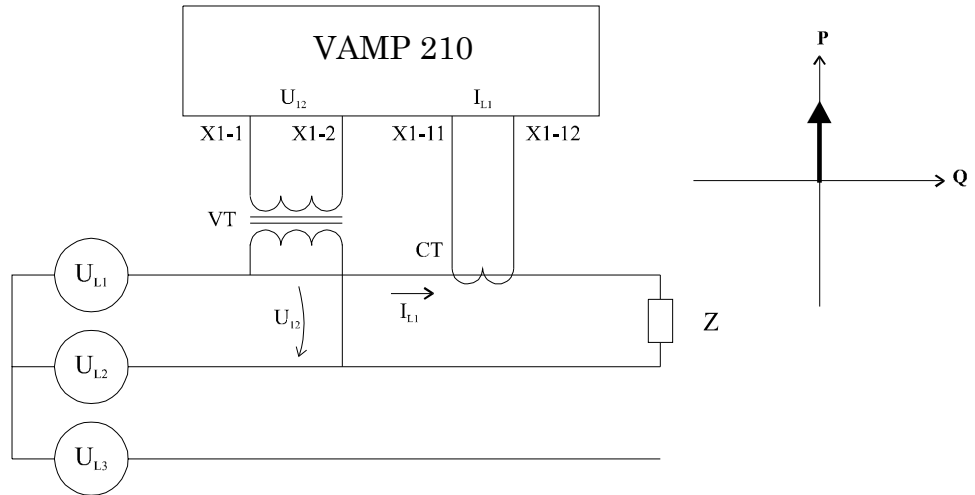 VAMP 210
U12
IL1
X1-1
X1-2
X1-11
X1-12
P
Q
VT
CT
UL1
U12
IL1
Z
UL2
UL3